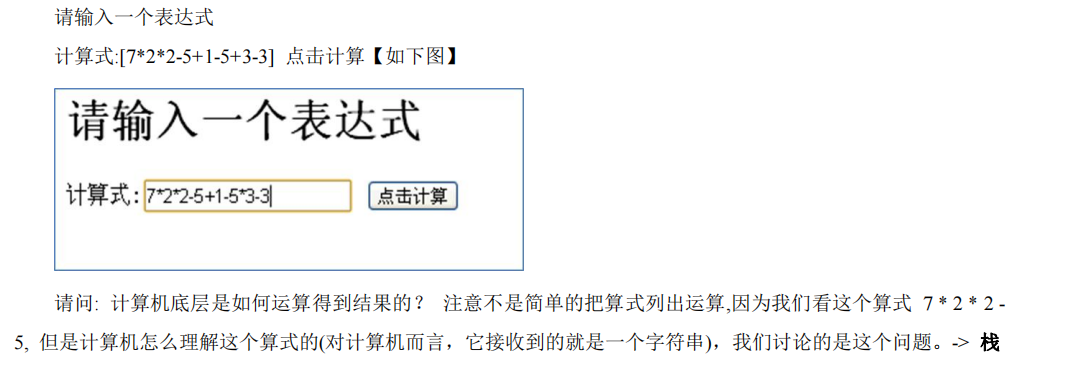 请输入一个表达式
计算式:[7*2*2-5+1-5+3-3] 点击计算【如下图】
请输入一个表达式
计算式:7*2*2-5+1-5*3-3 点击计算
请问: 计算机底层是如何运算得到结果的? 注意不是简单的把算式列出运算,因为我们看这个算式 7 * 2 * 2 -
5, 但是计算机怎么理解这个算式的(对计算机而言，它接收到的就是一个字符串)，我们讨论的是这个问题。-> 栈